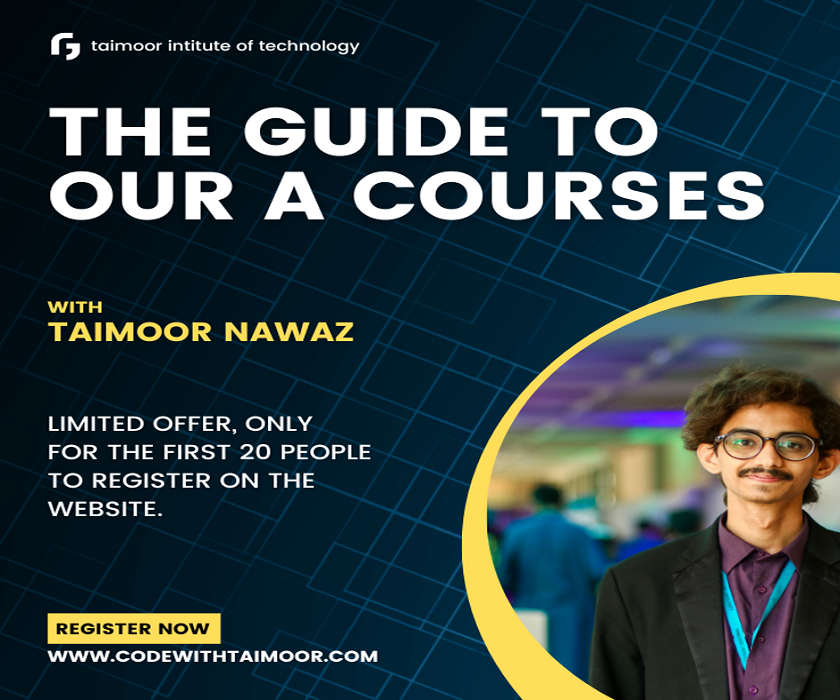 taimoor intitute of technology
THE GUIDE TO
OUR A COURSES
WITH
TAIMOOR NAWAZ
LIMITED OFFER, ONLY
FOR THE FIRST 20 PEOPLE
TO REGISTER ON THE
WEBSITE.
REGISTER NOW
WWW.CODEWITHTAIMOOR.COM